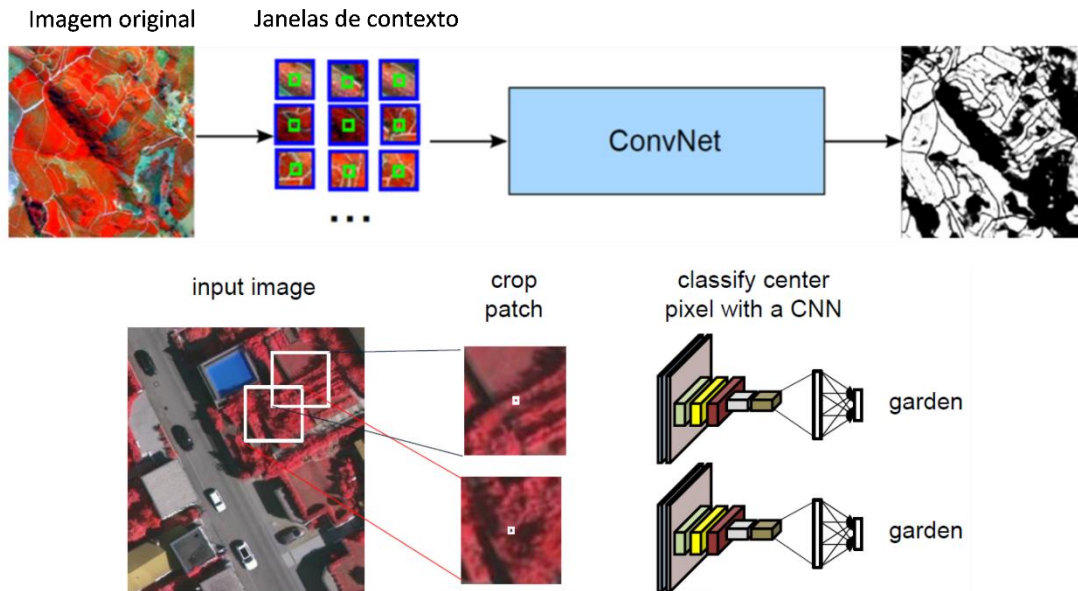 Imagem original
Janelas de contexto
ConvNet
...
input image
crop
patch
classify center
pixel with a CNN
garden
garden